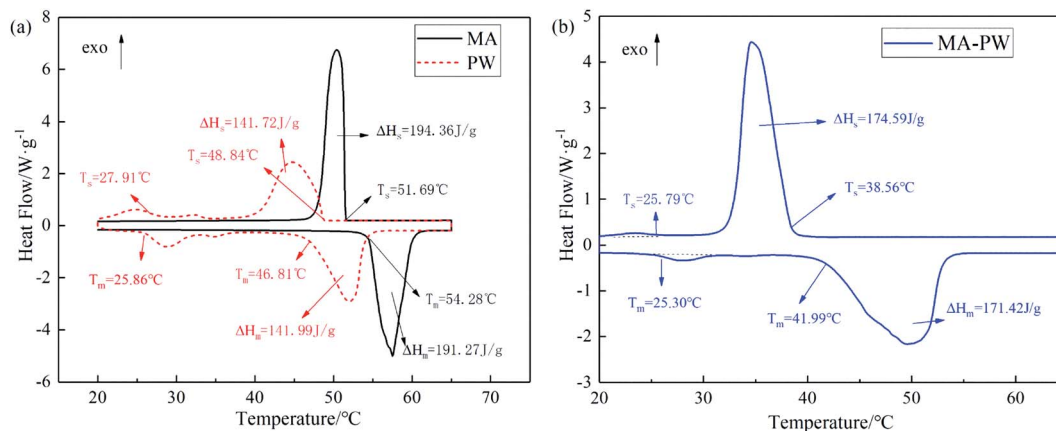 (a)
exo
MA
PW
ΔHs=141.72J/g
ΔHs=194.36J/g
Ts=48.84℃
Ts=27.91℃
Ts=51.69℃
Tm=25.86℃
Tm=46.81℃
Tm=54.28℃
ΔHm=141.99J/g
ΔHm=191.27J/g
8
6
4
2
0
-2
-4
-6
Heat Flow/W·g-1
20
30
40
50
60
70
Temperature/℃
(b)
exo
MA-PW
ΔHs=174.59J/g
Ts=38.56℃
Ts=25.79℃
Tm=25.30℃
Tm=41.99℃
ΔHm=171.42J/g
5
4
3
2
1
0
-1
-2
-3
Heat Flow/W·g-1
20
30
40
50
60
Temperature/℃